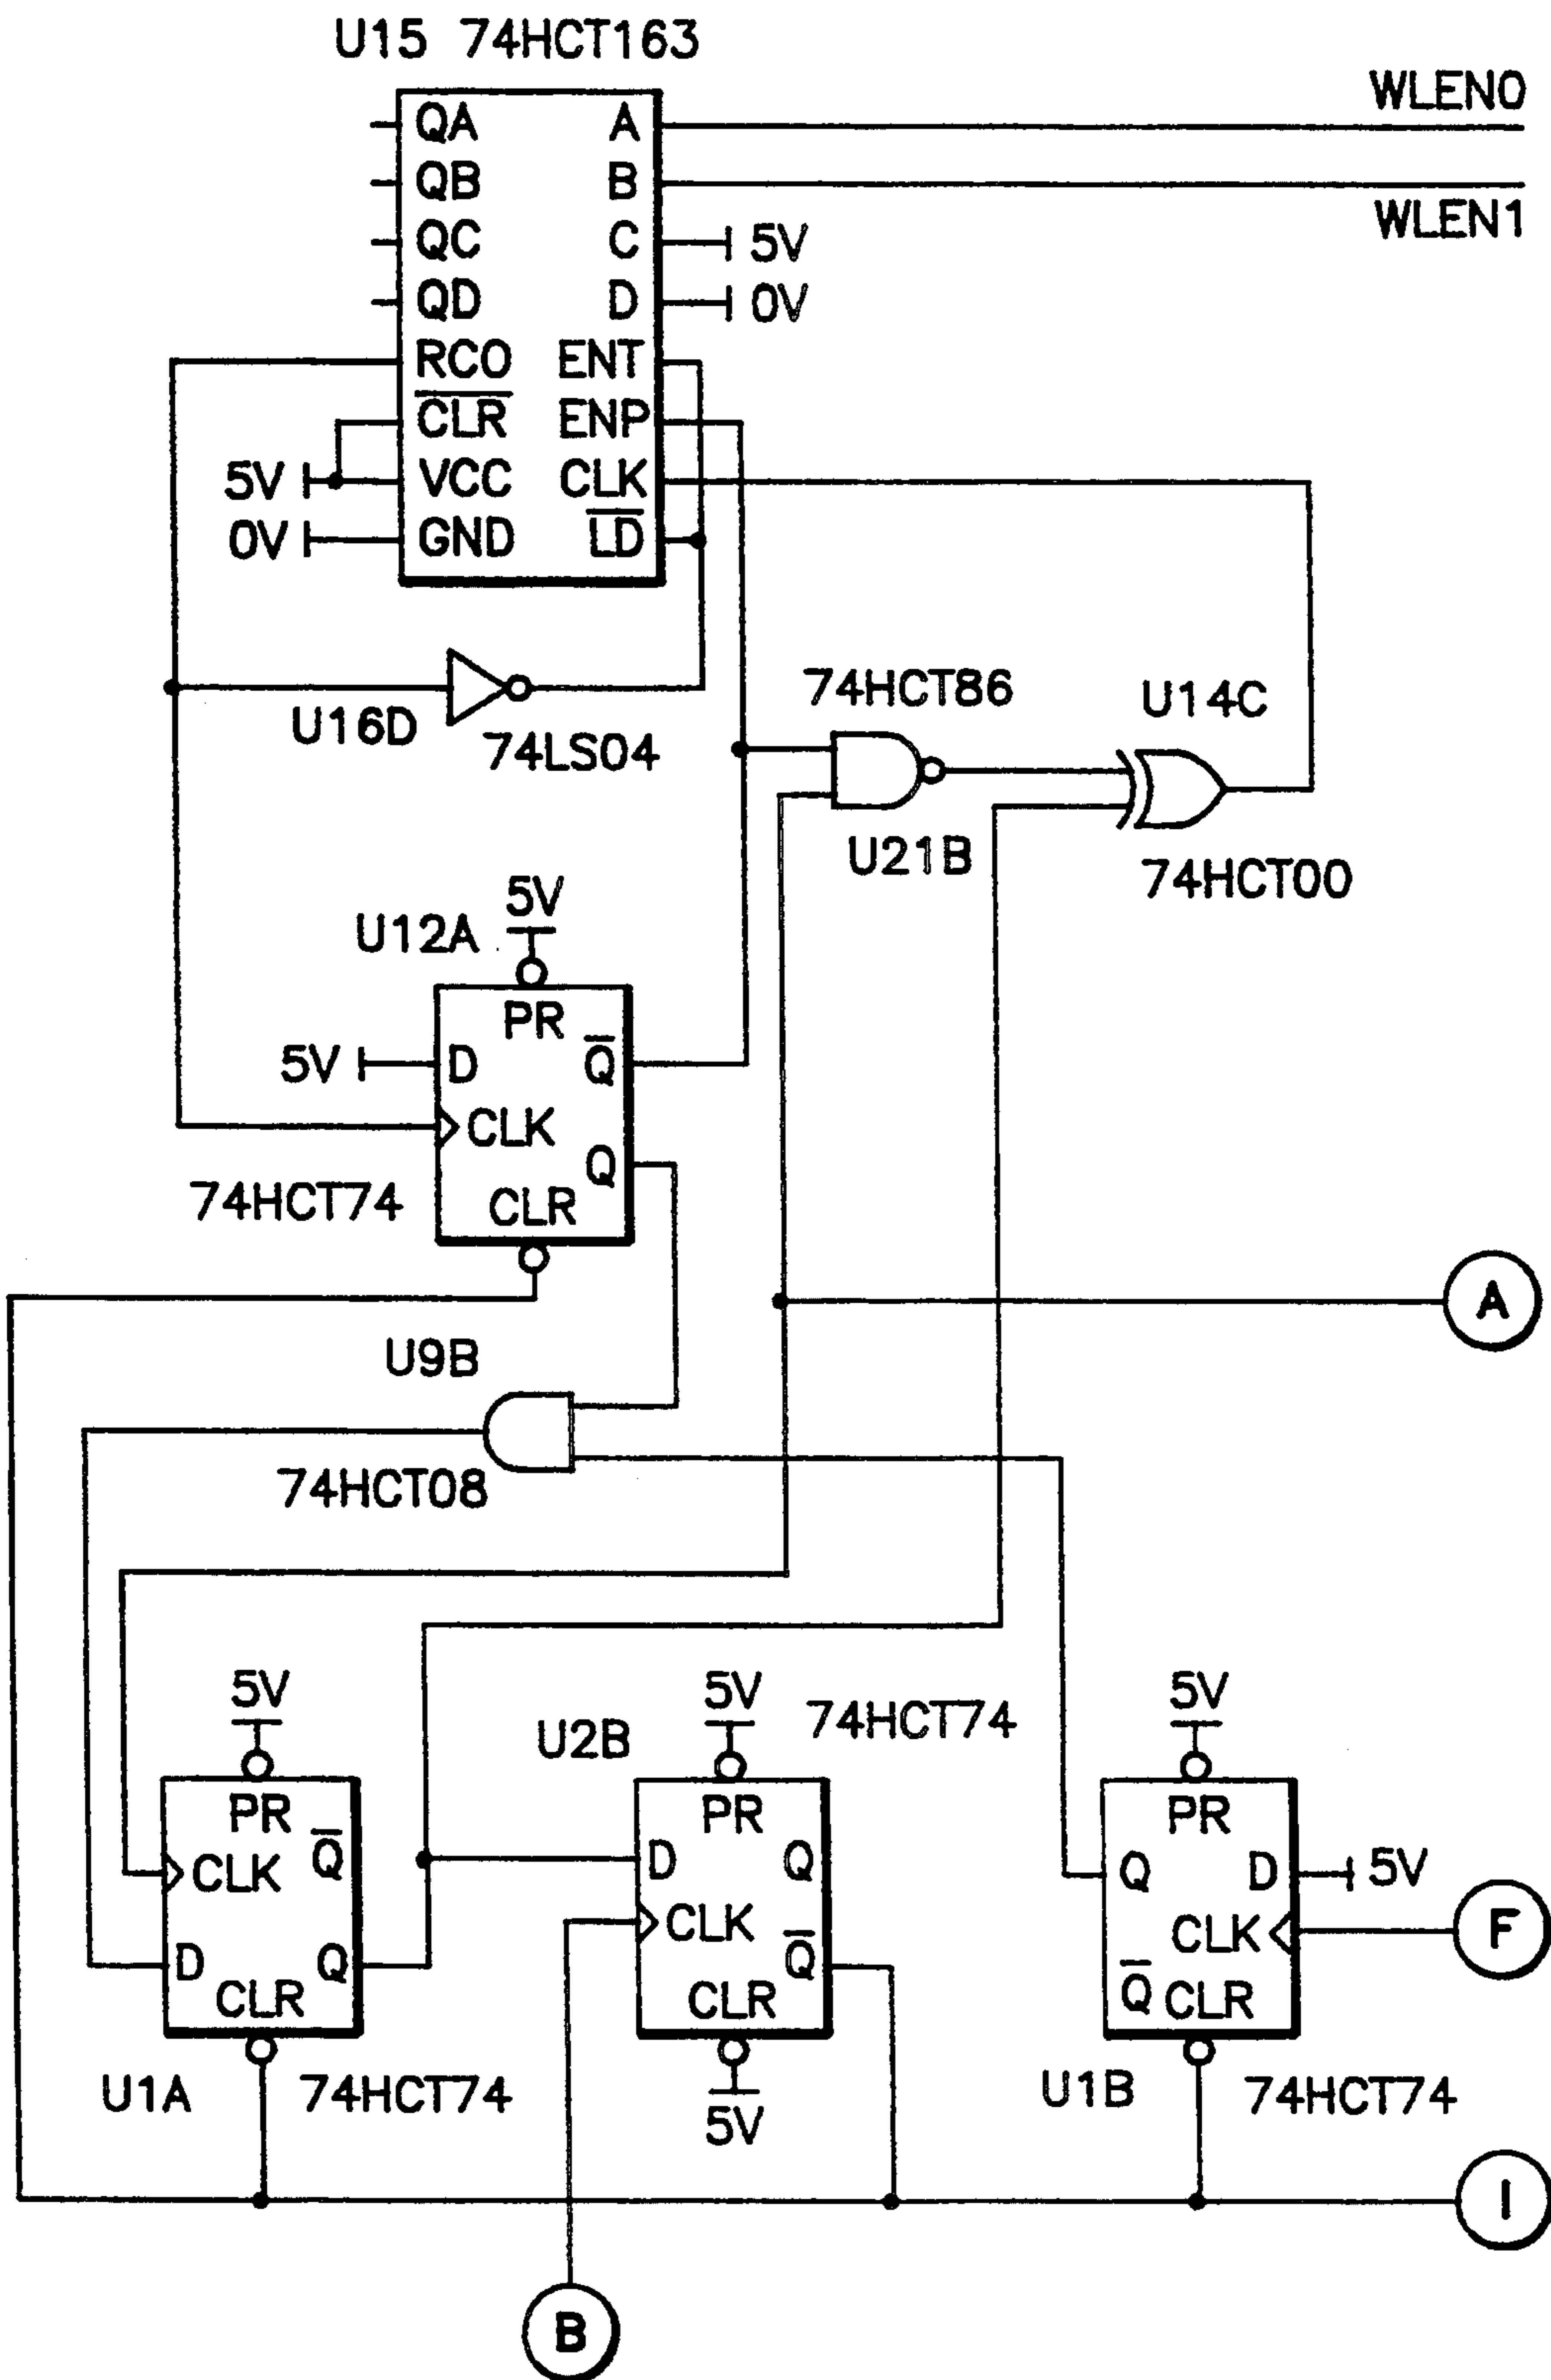 U15 74HCT163
WLEN0
WLEN1
QA A
QB B
QC C 5V
QD D 0V
RCO ENT
CLR ENP
5V VCC CLK
0V GND LD
U16D
74LS04
74HCT86
U14C
U21B
74HCT00
U12A
5V
PR
5V D Q
CLK
Q
CLR
74HCT74
A
U9B
74HCT08
5V
PR
CLK Q
D Q
CLR
U1A
74HCT74
U2B
5V
74HCT74
PR
D Q
CLK
Q
CLR
5V
5V
PR
Q D 5V
CLK
F
Q CLR
U1B
74HCT74
I
B